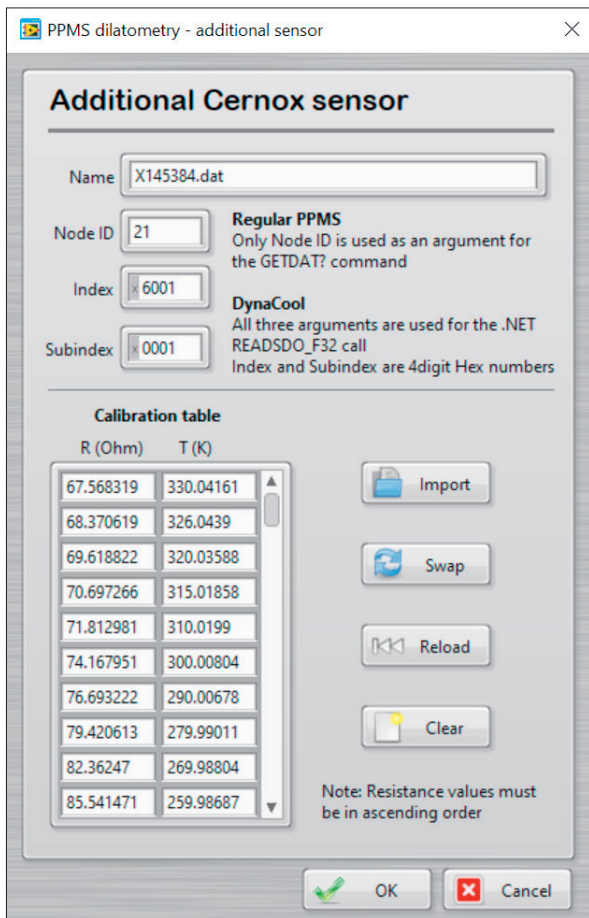 PPMS dilatometry - additional sensor
Additional Cernox sensor
Name X145384.dat
Node ID 21
Index x 6001
Subindex x 0001
Regular PPMS
Only Node ID is used as an argument for
the GETDAT? command
DynaCool
All three arguments are used for the .NET
READSDO_F32 call
Index and Subindex are 4digit Hex numbers
Calibration table
R (Ohm) T (K)
67.568319 330.04161
68.370619 326.0439
69.618822 320.03588
70.697266 315.01858
71.812981 310.0199
74.167951 300.00804
76.693222 290.00678
79.420613 279.99011
82.36247 269.98804
85.541471 259.98687
Import
Swap
Reload
Clear
Note: Resistance values must
be in ascending order
OK Cancel